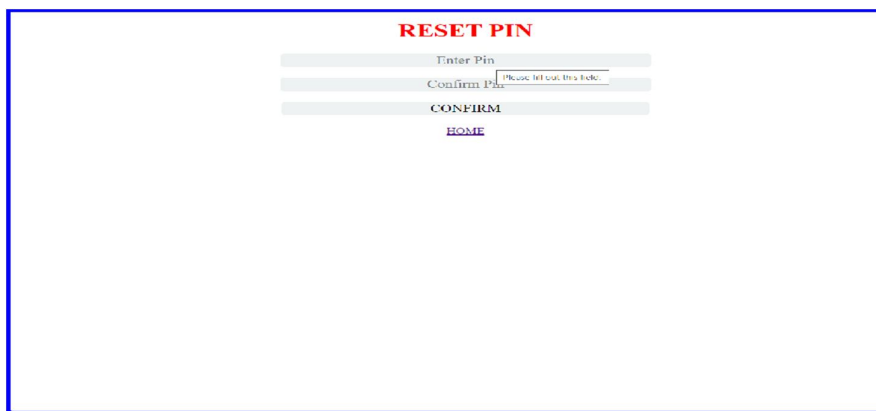 RESET PIN
Enter Pin
Please fill out this field.
Confirm Pin
CONFIRM
HOME